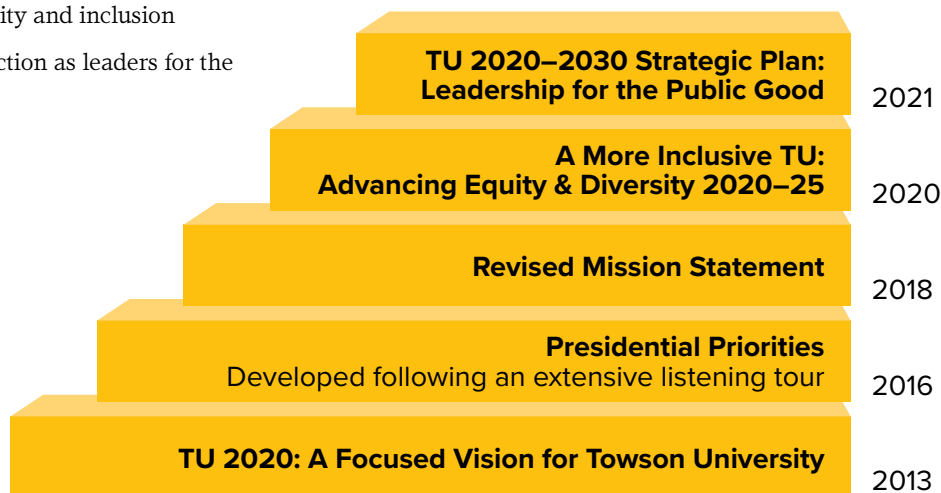 ity and inclusion
ction as leaders for the
TU 2020–2030 Strategic Plan:
Leadership for the Public Good
2021
A More Inclusive TU:
Advancing Equity & Diversity 2020–25
2020
Revised Mission Statement
2018
Presidential Priorities
Developed following an extensive listening tour
2016
TU 2020: A Focused Vision for Towson University
2013